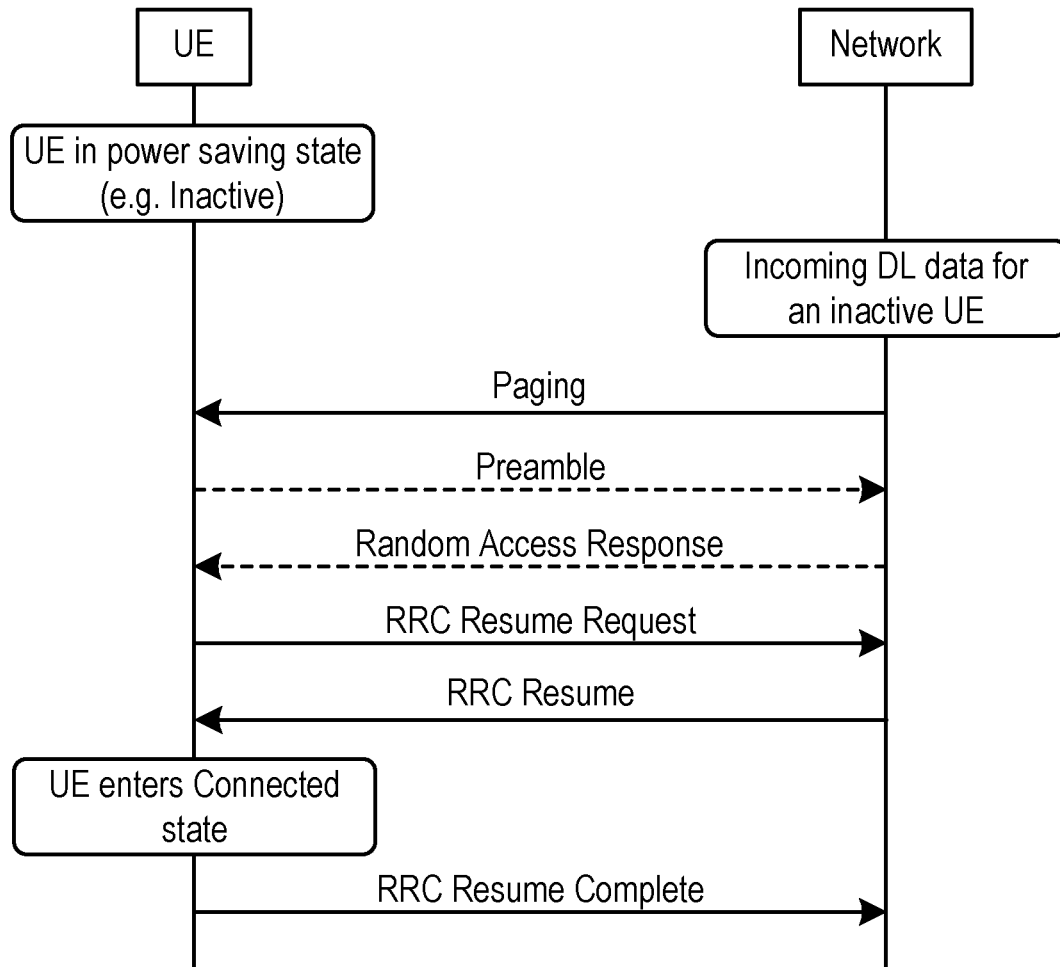 UE
Network
UE in power saving state
(e.g. Inactive)
Incoming DL data for
an inactive UE
Paging
Preamble
Random Access Response
RRC Resume Request
RRC Resume
UE enters Connected
state
RRC Resume Complete